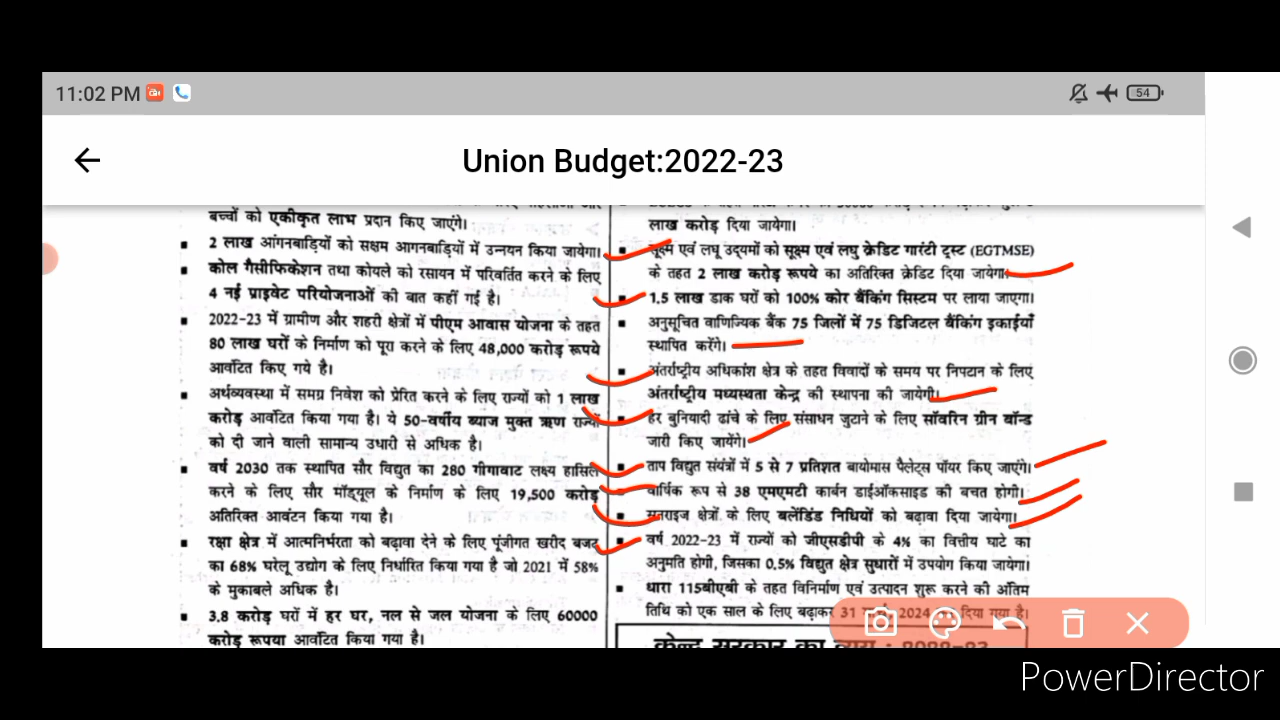 11:02 PM
54
Union Budget:2022-23
बच्चों को एकीकृत लाभ प्रदान किए जाएंगे।
2 लाख आंगनबाड़ियों को सक्षम आगनबाड़ियों में उन्नयन किया जायेगा।
कोल गैसीफिकेशन तथा कोयले को रसायन में परिवर्तित करने के लिए
4 नई प्राइवेट परियोजनाओं की बात कहीं गई है।
2022-23 में ग्रामीण और शहरी क्षेत्रों में पीएम आवास योजना के तहत
80 लाख घरों के निर्माण को पूरा करने के लिए 48,000 करोड़ रूपये
आवंटित किए गये है।
अर्थव्यवस्था में समग्र निवेश को प्रेरित करने के लिए राज्यों को 1 लाख
करोड़ आवंटित किया गया है। ये 50-वर्षीय ब्याज मुक्त ऋण राज्यों
को दी जाने वाली सामान्य उधारी से अधिक है।
वर्ष 2030 तक स्थापित सौर विद्युत का 280 गीगावाट लक्ष्य हासिल
करने के लिए सौर मॉड्यूल के निर्माण के लिए 19,500 करोड़
अतिरिक्त आवंटन किया गया है।
रक्षा क्षेत्र में आत्मनिर्भरता को बढ़ावा देने के लिए पूंजीगत खरीद बजट
का 68% घरेलू उद्योग के लिए निर्धारित किया गया है जो 2021 में 58%
के मुकाबले अधिक है।
3.8 करोड़ घरों में हर घर, नल से जल योजना के लिए 60000
करोड़ रूपया आवंटित किया गया है।
लाख करोड़ दिया जायेगा।
सूक्ष्म एवं लघु उद्यमों को सूक्ष्म एवं लघु क्रेडिट गारंटी ट्रस्ट (EGTMSE)
के तहत 2 लाख करोड़ रूपये का अतिरिक्त क्रेडिट दिया जायेगा
1.5 लाख डाक घरों को 100% कोर बैंकिंग सिस्टम पर लाया जाएगा।
अनुसूचित वाणिज्यिक बैंक 75 जिलों में 75 डिजिटल बैंकिंग इकाईयाँ
स्थापित करेंगे।
अंतर्राष्ट्रीय अधिकांश क्षेत्र के तहत विवादों के समय पर निपटान के लिए
अंतर्राष्ट्रीय मध्यस्थता केन्द्र की स्थापना की जायेगी।
हर बुनियादी ढांचे के लिए संसाधन जुटाने के लिए सॉवरिन ग्रीन बॉन्ड
जारी किए जायेंगे।
ताप विद्युत संयंत्रों में 5 से 7 प्रतिशत बायोमास पैलेट्स पॉयर किए जाएंगे।
वार्षिक रूप से 38 एमएमटी कार्बन डाईऑक्साइड की बचत होगी।
सनराइज क्षेत्रों के लिए बलेंडिंड निधियों को बढ़ावा दिया जायेगा।
वर्ष 2022-23 में राज्यों को जीएसडीपी के 4% का वित्तीय घाटे का
अनुमति होगी, जिसका 0.5% विद्युत क्षेत्र सुधारों में उपयोग किया जायेगा।
धारा 115बीएबी के तहत विनिर्माण एवं उत्पादन शुरू करने की अंतिम
तिथि को एक साल के लिए बढ़ाकर 31 2024 दिया गया है।
केन्द्र सरकार का व्यय : 2022-23
PowerDirector